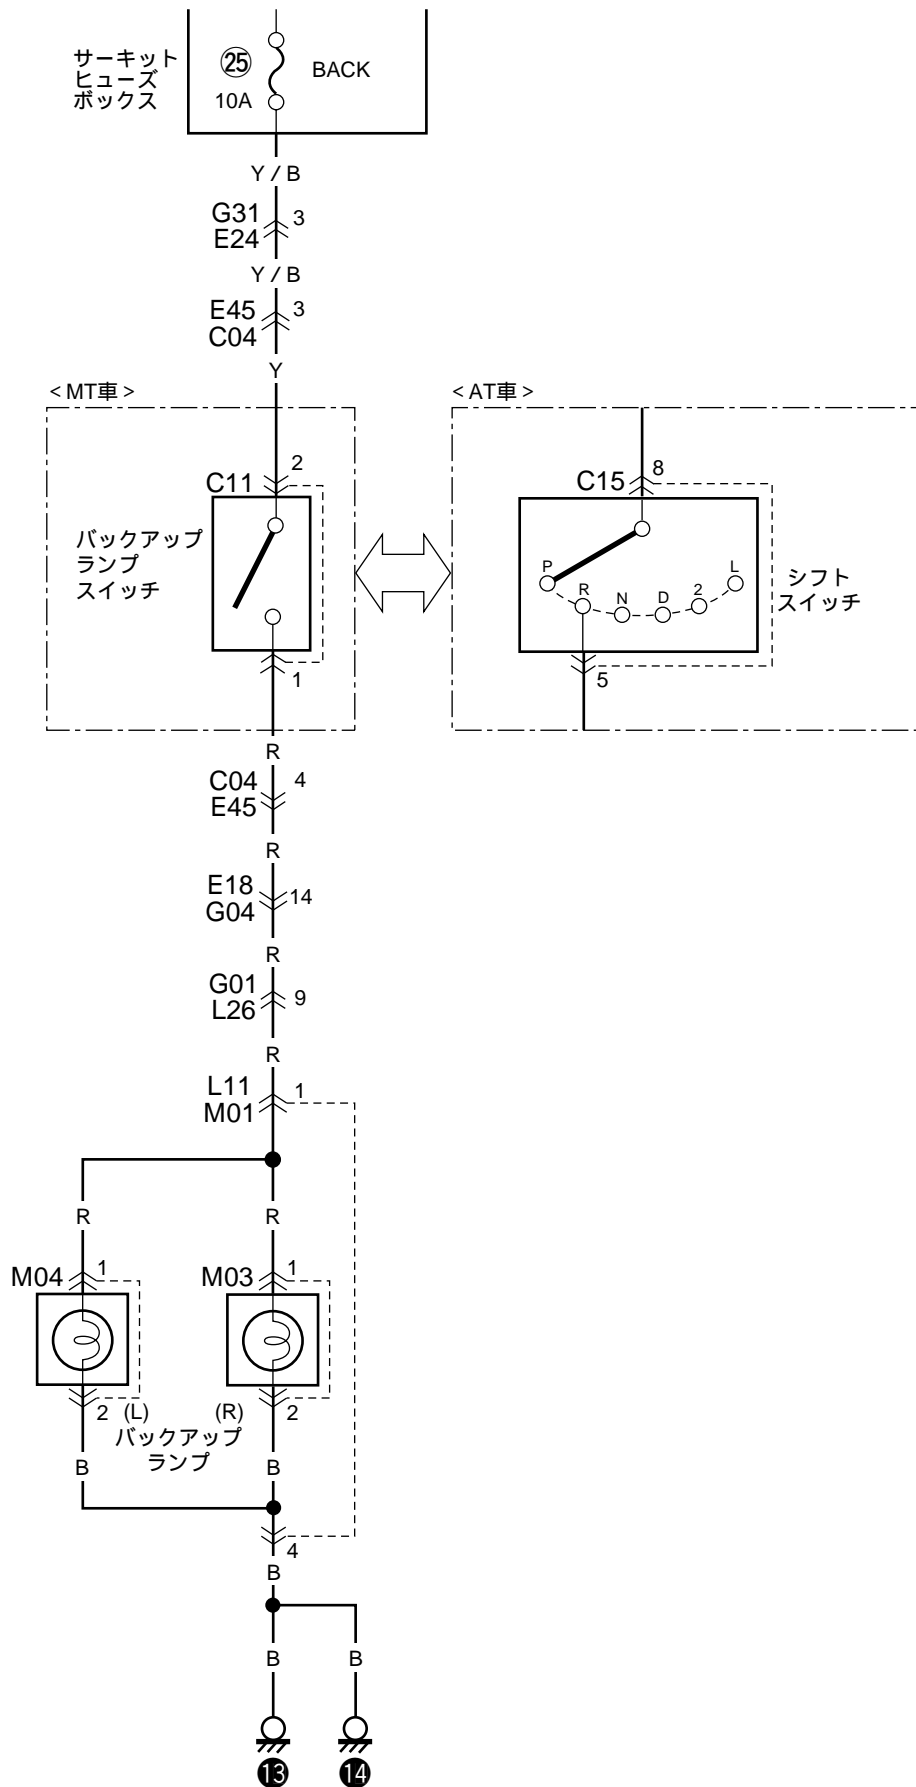 サーキット
ヒューズ
ボックス
㉕
10A
BACK
Y / B
G31
E24
3
Y / B
E45
C04
3
Y
< MT車 >
C11
2
バックアップ
ランプ
スイッチ
1
< AT車 >
C15
8
P
R
N
D
2
L
シフト
スイッチ
5
R
C04
E45
4
R
E18
G04
14
R
G01
L26
9
R
L11
M01
1
R
R
M04
1
M03
1
2
(L)
(R)
2
バックアップ
ランプ
B
B
4
B
B
B
⓭
⓮